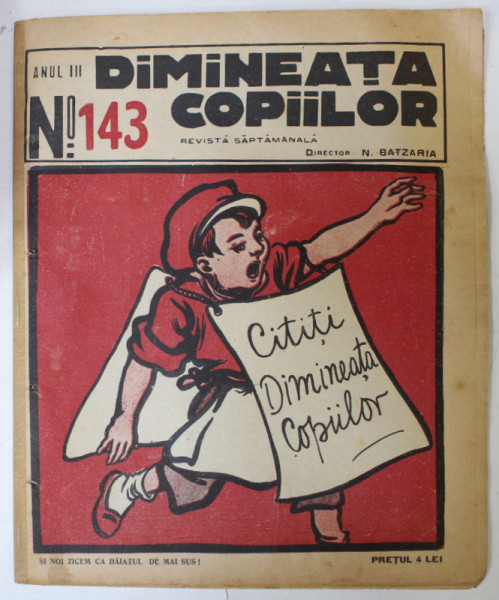 ANUL III
DiMiNEAȚA
COPIILOR
No. 143
REVISTĂ SĂPTĂMÂNALĂ
DIRECTOR N. BATZARIA
Citiți
Dimineața
Copiilor
ȘI NOI ZICEM CA BĂIATUL DE MAI SUS!
PREȚUL 4 LEI